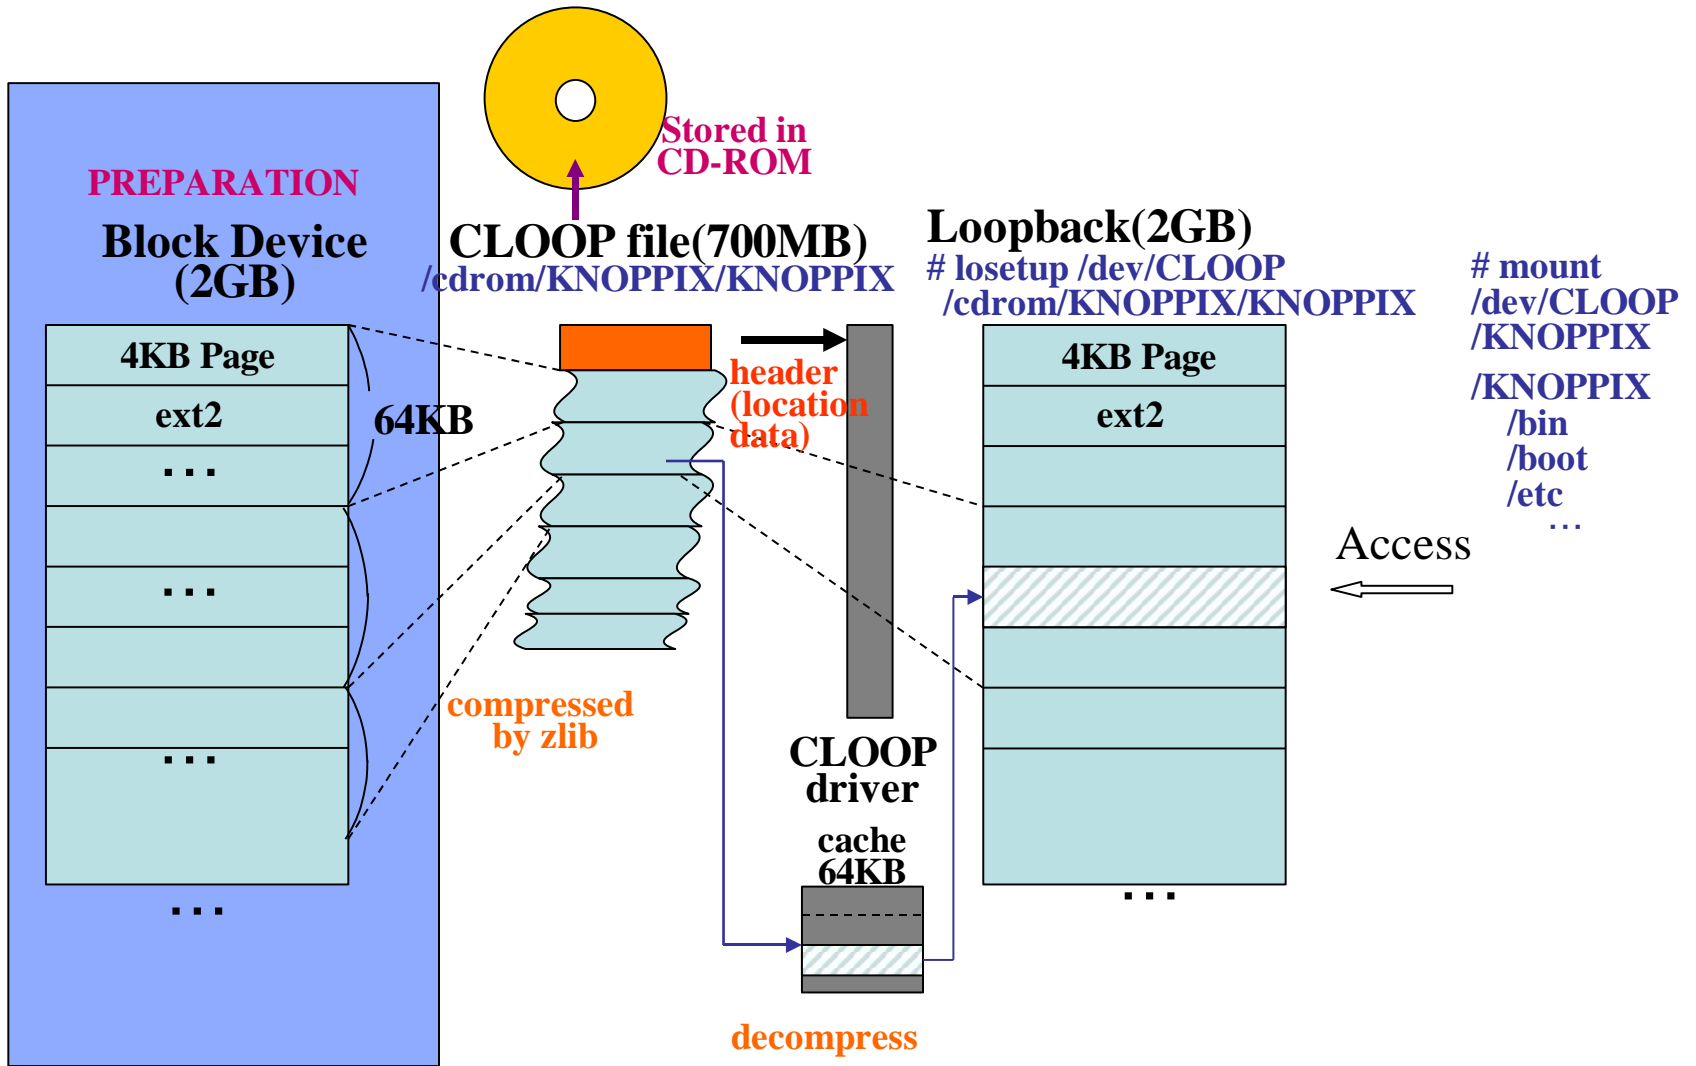 Stored in
CD-ROM
PREPARATION
Block Device
(2GB)
CLOOP file(700MB)
/cdrom/KNOPPIX/KNOPPIX
Loopback(2GB)
# losetup /dev/CLOOP
/cdrom/KNOPPIX/KNOPPIX
# mount
/dev/CLOOP
/KNOPPIX
/KNOPPIX
/bin
/boot
/etc
…
4KB Page
ext2
…
64KB
…
…
…
header
(location
data)
compressed
by zlib
CLOOP
driver
cache
64KB
decompress
4KB Page
ext2
…
Access